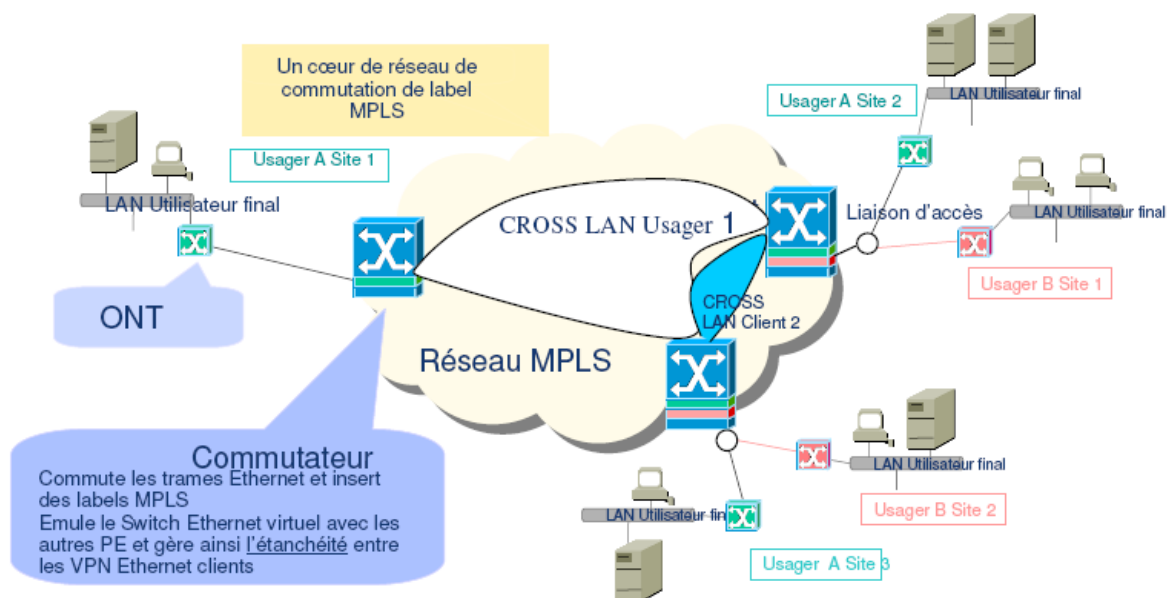 Un cœur de réseau de
commutation de label
MPLS
Usager A Site 1
LAN Utilisateur final
ONT
Usager A Site 2
LAN Utilisateur final
CROSS LAN Usager 1
Liaison d'accès
LAN Utilisateur final
Usager B Site 1
CROSS
LAN Client 2
Réseau MPLS
Commutateur
Commute les trames Ethernet et insert
des labels MPLS
Emule le Switch Ethernet virtuel avec les
autres PE et gère ainsi l'étanchéité entre
les VPN Ethernet clients
LAN Utilisateur final
Usager B Site 2
LAN Utilisateur fin
Usager A Site 3